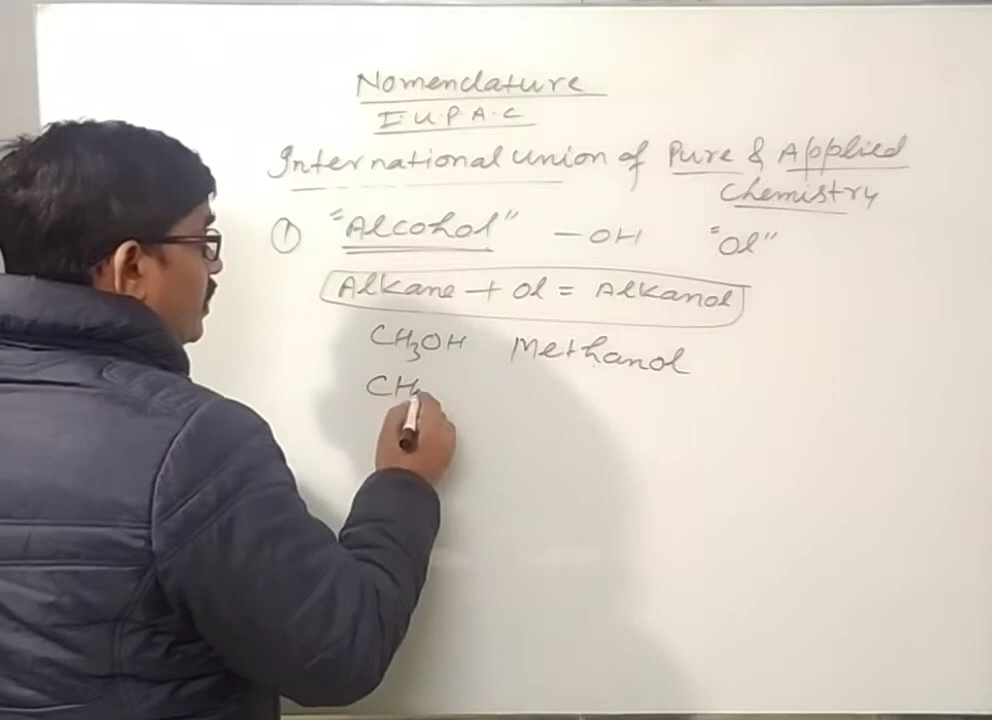 Nomenclature
I.U.P.A.C
International Union of Pure & Applied
Chemistry
① "Alcohol" -OH "Ol"
Alkane + Ol = Alkanol
CH₃OH Methanol
CH